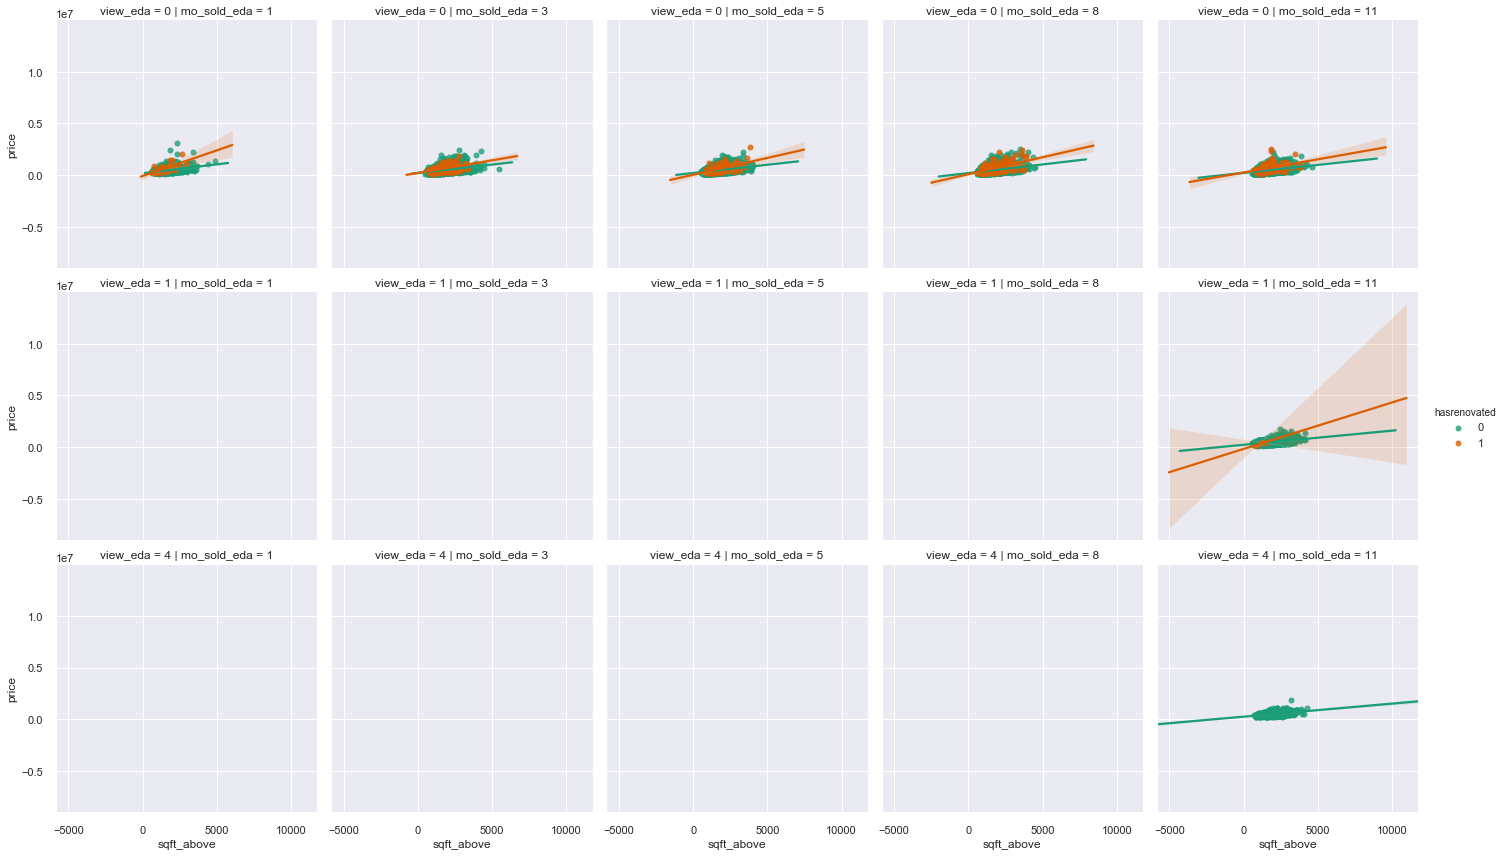 1e7
view_eda = 0 | mo_sold_eda = 1
view_eda = 0 | mo_sold_eda = 3
view_eda = 0 | mo_sold_eda = 5
view_eda = 0 | mo_sold_eda = 8
view_eda = 0 | mo_sold_eda = 11
1.0
0.5
0.0
−0.5
price
1e7
view_eda = 1 | mo_sold_eda = 1
view_eda = 1 | mo_sold_eda = 3
view_eda = 1 | mo_sold_eda = 5
view_eda = 1 | mo_sold_eda = 8
view_eda = 1 | mo_sold_eda = 11
1.0
0.5
0.0
−0.5
price
hasrenovated
0
1
1e7
view_eda = 4 | mo_sold_eda = 1
view_eda = 4 | mo_sold_eda = 3
view_eda = 4 | mo_sold_eda = 5
view_eda = 4 | mo_sold_eda = 8
view_eda = 4 | mo_sold_eda = 11
1.0
0.5
0.0
−0.5
price
−5000 0 5000 10000
−5000 0 5000 10000
−5000 0 5000 10000
−5000 0 5000 10000
−5000 0 5000 10000
sqft_above
sqft_above
sqft_above
sqft_above
sqft_above